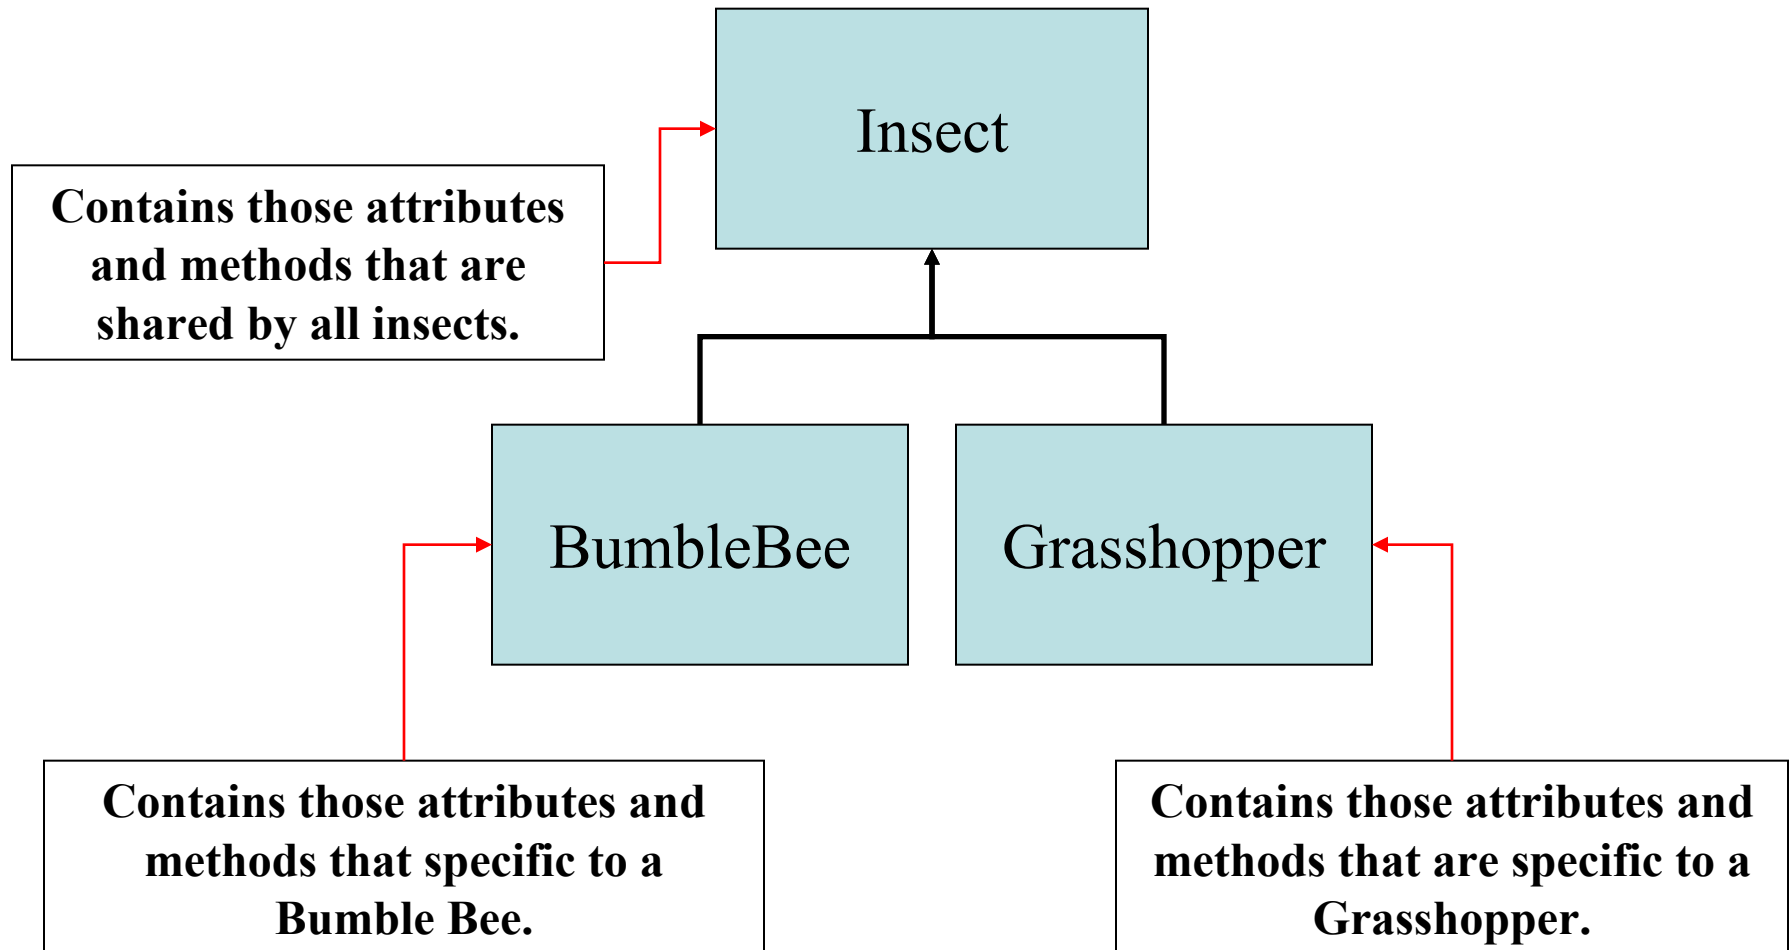 Insect
Contains those attributes
and methods that are
shared by all insects.
BumbleBee
Grasshopper
Contains those attributes and
methods that specific to a
Bumble Bee.
Contains those attributes and
methods that are specific to a
Grasshopper.